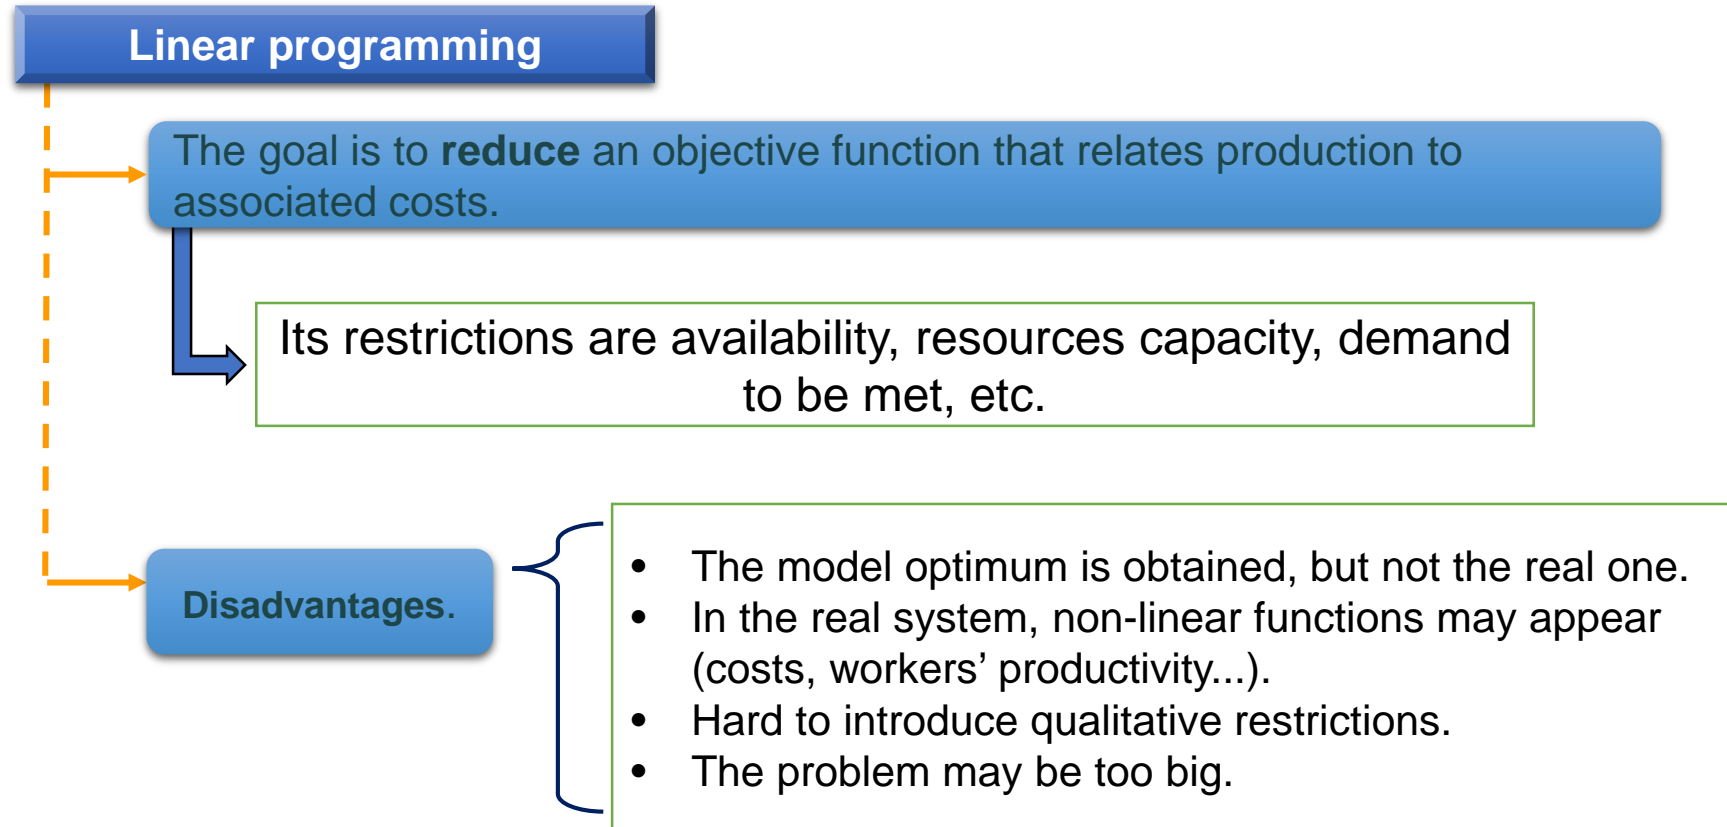 Linear programming
The goal is to reduce an objective function that relates production to
associated costs.
Its restrictions are availability, resources capacity, demand
to be met, etc.
Disadvantages.
• The model optimum is obtained, but not the real one.
• In the real system, non-linear functions may appear
(costs, workers’ productivity...).
• Hard to introduce qualitative restrictions.
• The problem may be too big.